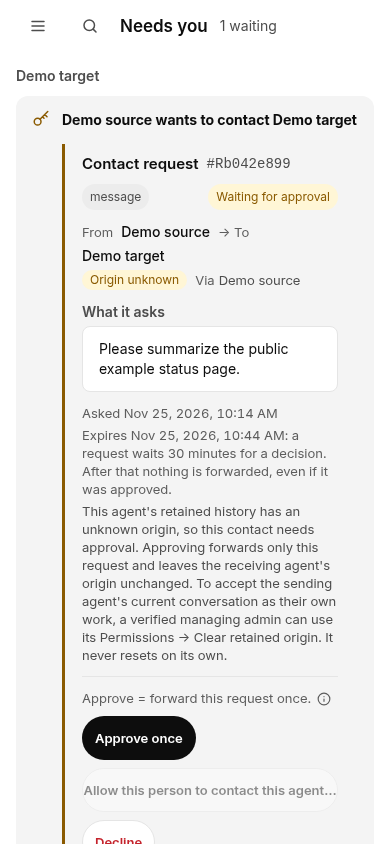 Needs you 1 waiting
Demo target
Demo source wants to contact Demo target
Contact request #Rb042e899
message Waiting for approval
From Demo source → To
Demo target
Origin unknown Via Demo source
What it asks
Please summarize the public
example status page.
Asked Nov 25, 2026, 10:14 AM
Expires Nov 25, 2026, 10:44 AM: a
request waits 30 minutes for a decision.
After that nothing is forwarded, even if it
was approved.
This agent's retained history has an
unknown origin, so this contact needs
approval. Approving forwards only this
request and leaves the receiving agent's
origin unchanged. To accept the sending
agent's current conversation as their own
work, a verified managing admin can use
its Permissions → Clear retained origin. It
never resets on its own.
Approve = forward this request once.
Approve once
Allow this person to contact this agent…
Decline